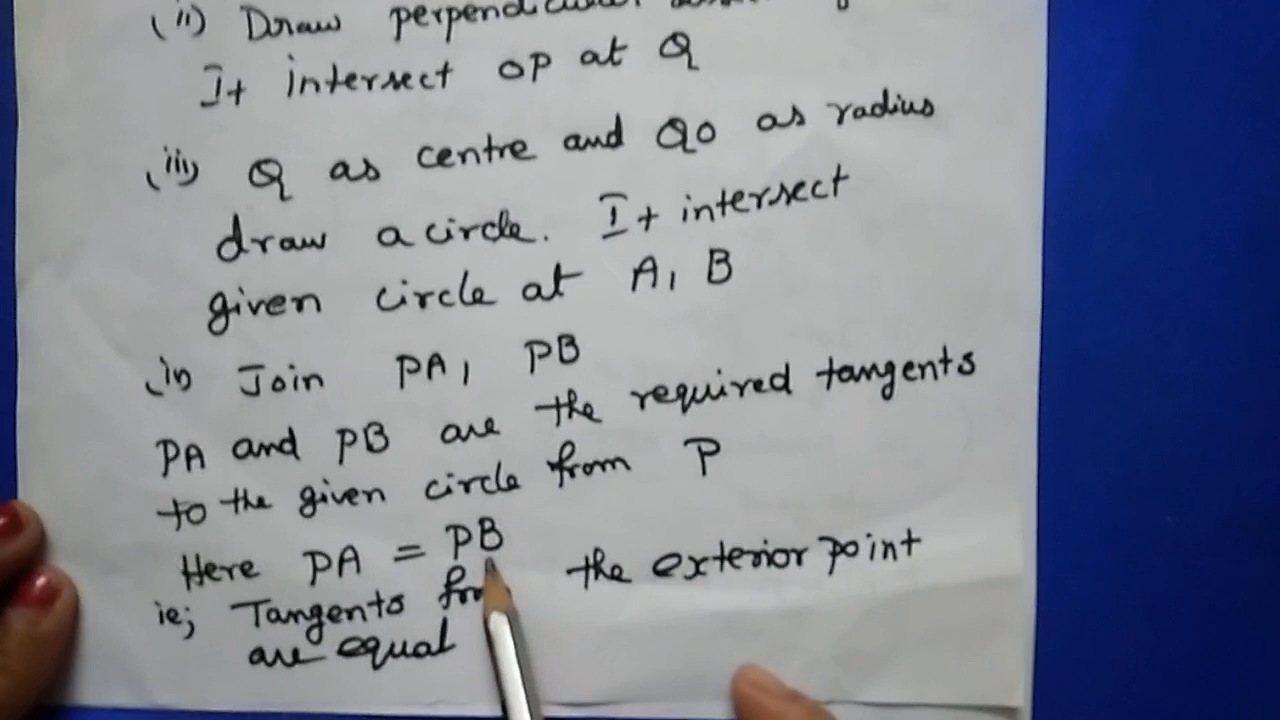 (ii) Draw perpendicular
It intersect OP at Q
(iii) Q as centre and QO as radius
draw a circle. It intersect
given circle at A, B
(iv) Join PA, PB
PA and PB are the required tangents
to the given circle from P
Here PA = PB
ie; Tangents from the exterior point
are equal